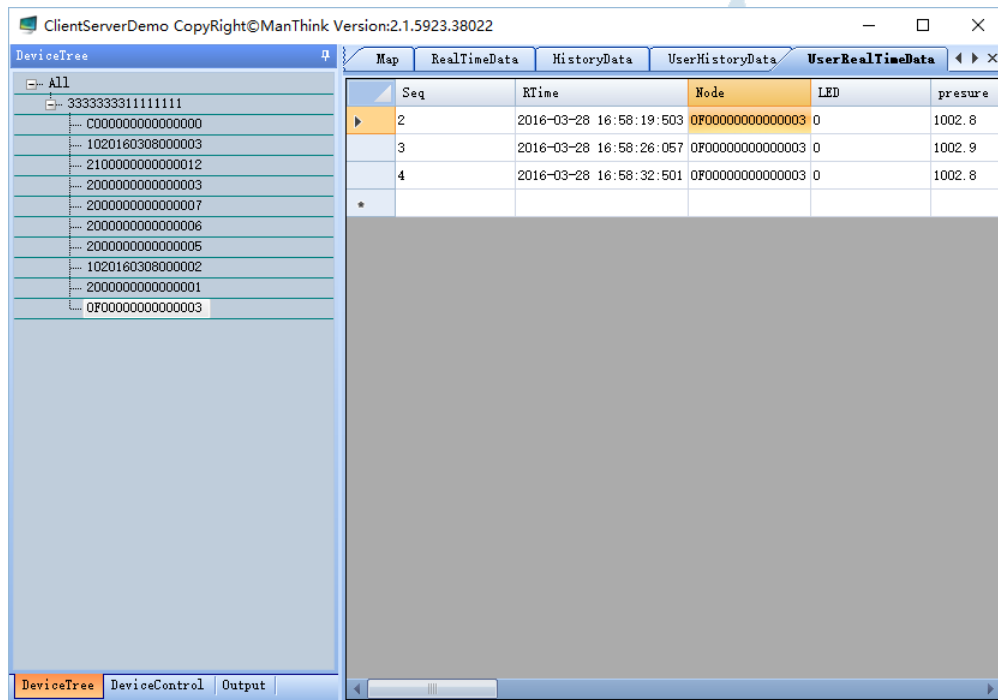 ClientServerDemo CopyRight©ManThink Version:2.1.5923.38022
DeviceTree
All
3333333311111111
C000000000000000
1020160308000003
2100000000000012
2000000000000003
2000000000000007
2000000000000006
2000000000000005
1020160308000002
2000000000000001
0F00000000000003
DeviceTree DeviceControl Output
Map RealTimeData HistoryData UserHistoryData UserRealTimeData
Seq RTime Node LED presure
2 2016-03-28 16:58:19:503 0F00000000000003 0 1002.8
3 2016-03-28 16:58:26:057 0F00000000000003 0 1002.9
4 2016-03-28 16:58:32:501 0F00000000000003 0 1002.8